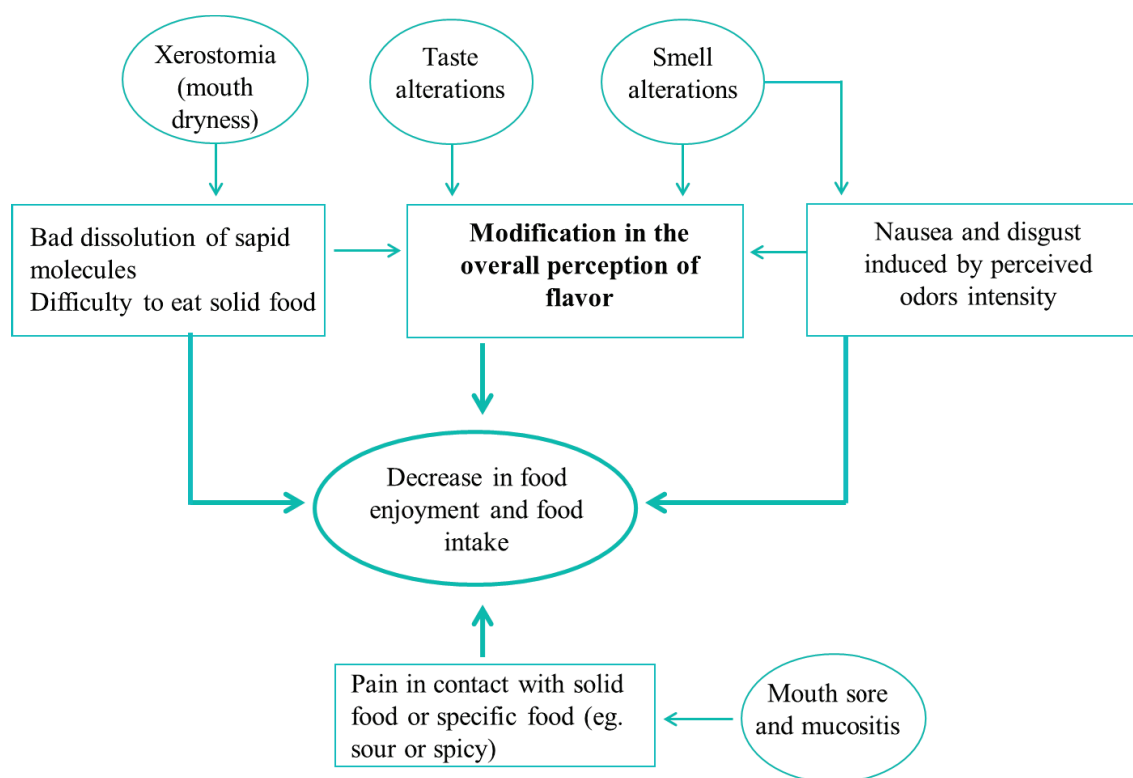 Xerostomia
(mouth
dryness)
Taste
alterations
Smell
alterations
Bad dissolution of sapid
molecules
Difficulty to eat solid food
Modification in the
overall perception of
flavor
Nausea and disgust
induced by perceived
odors intensity
Decrease in food
enjoyment and food
intake
Pain in contact with solid
food or specific food (eg.
sour or spicy)
Mouth sore
and mucositis